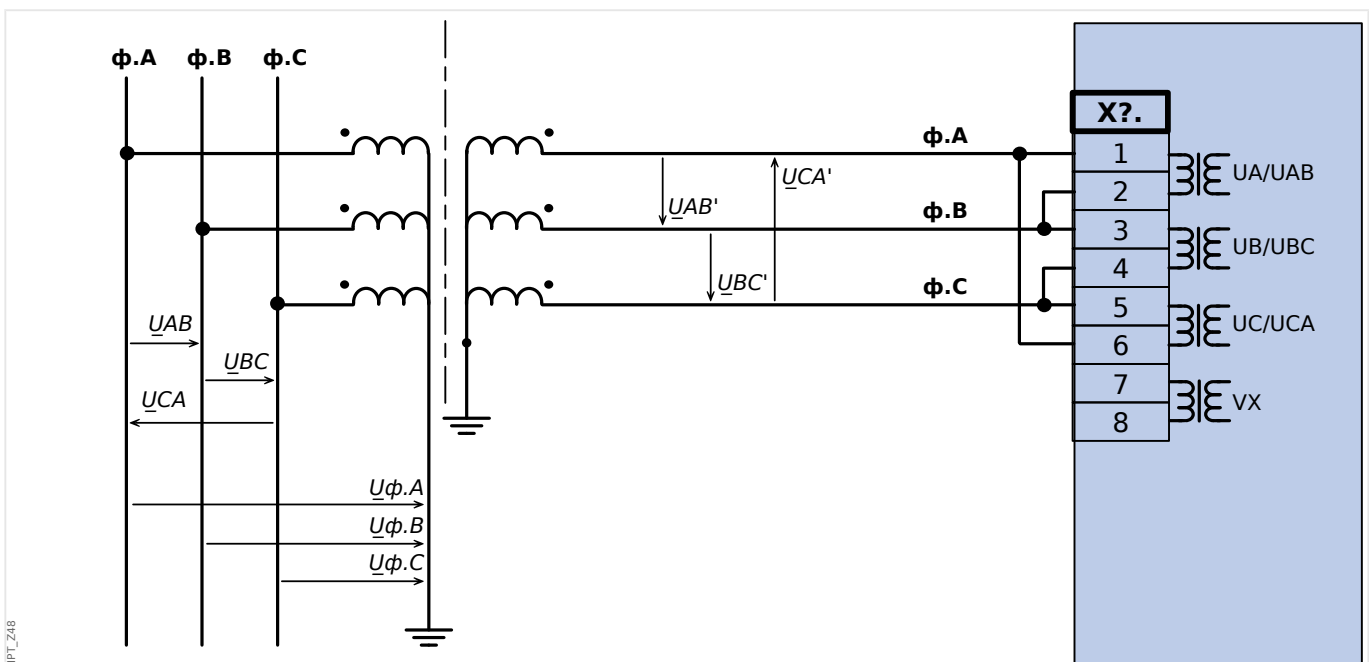 ф.A ф.B ф.C
X?.
ф.A
1
UA/UAB
UCA'
2
UAB'
ф.B
3
UB/UBC
4
UBC'
ф.C
5
UC/UCA
UAB
6
UBC
7
UCA
VX
8
Uф.A
Uф.B
Uф.C
IPT_Z48